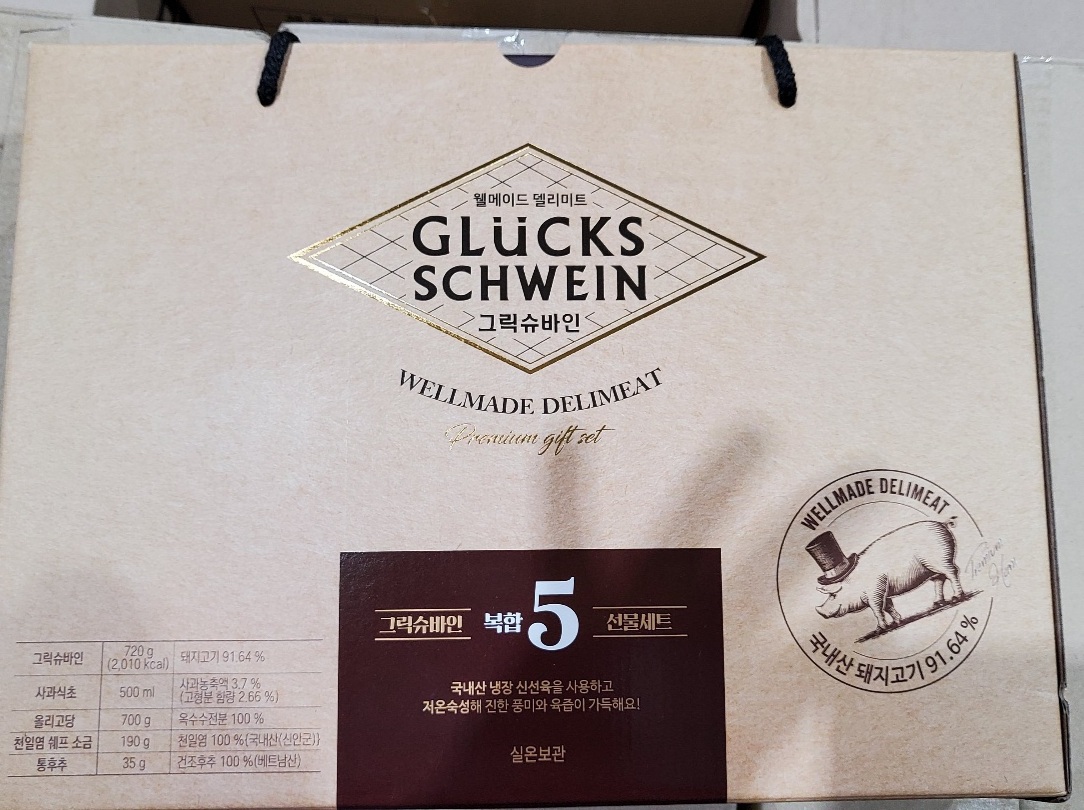 웰메이드 델리미트
GLüCKS
SCHWEIN
그릭슈바인
WELLMADE DELIMEAT
Premium gift set
WELLMADE DELIMEAT
국내산 돼지고기 91.64 %
그릭슈바인 복합 5 선물세트
국내산 냉장 신선육을 사용하고
저온숙성해 진한 풍미와 육즙이 가득해요!
실온보관
그릭슈바인 720 g (2,010 kcal) 돼지고기 91.64 %
사과식초 500 ml 사과농축액 3.7 % (고형분 함량 2.66 %)
올리고당 700 g 옥수수전분 100 %
천일염 쉐프 소금 190 g 천일염 100 %(국내산(신안군))
통후추 35 g 건조후추 100 %(베트남산)